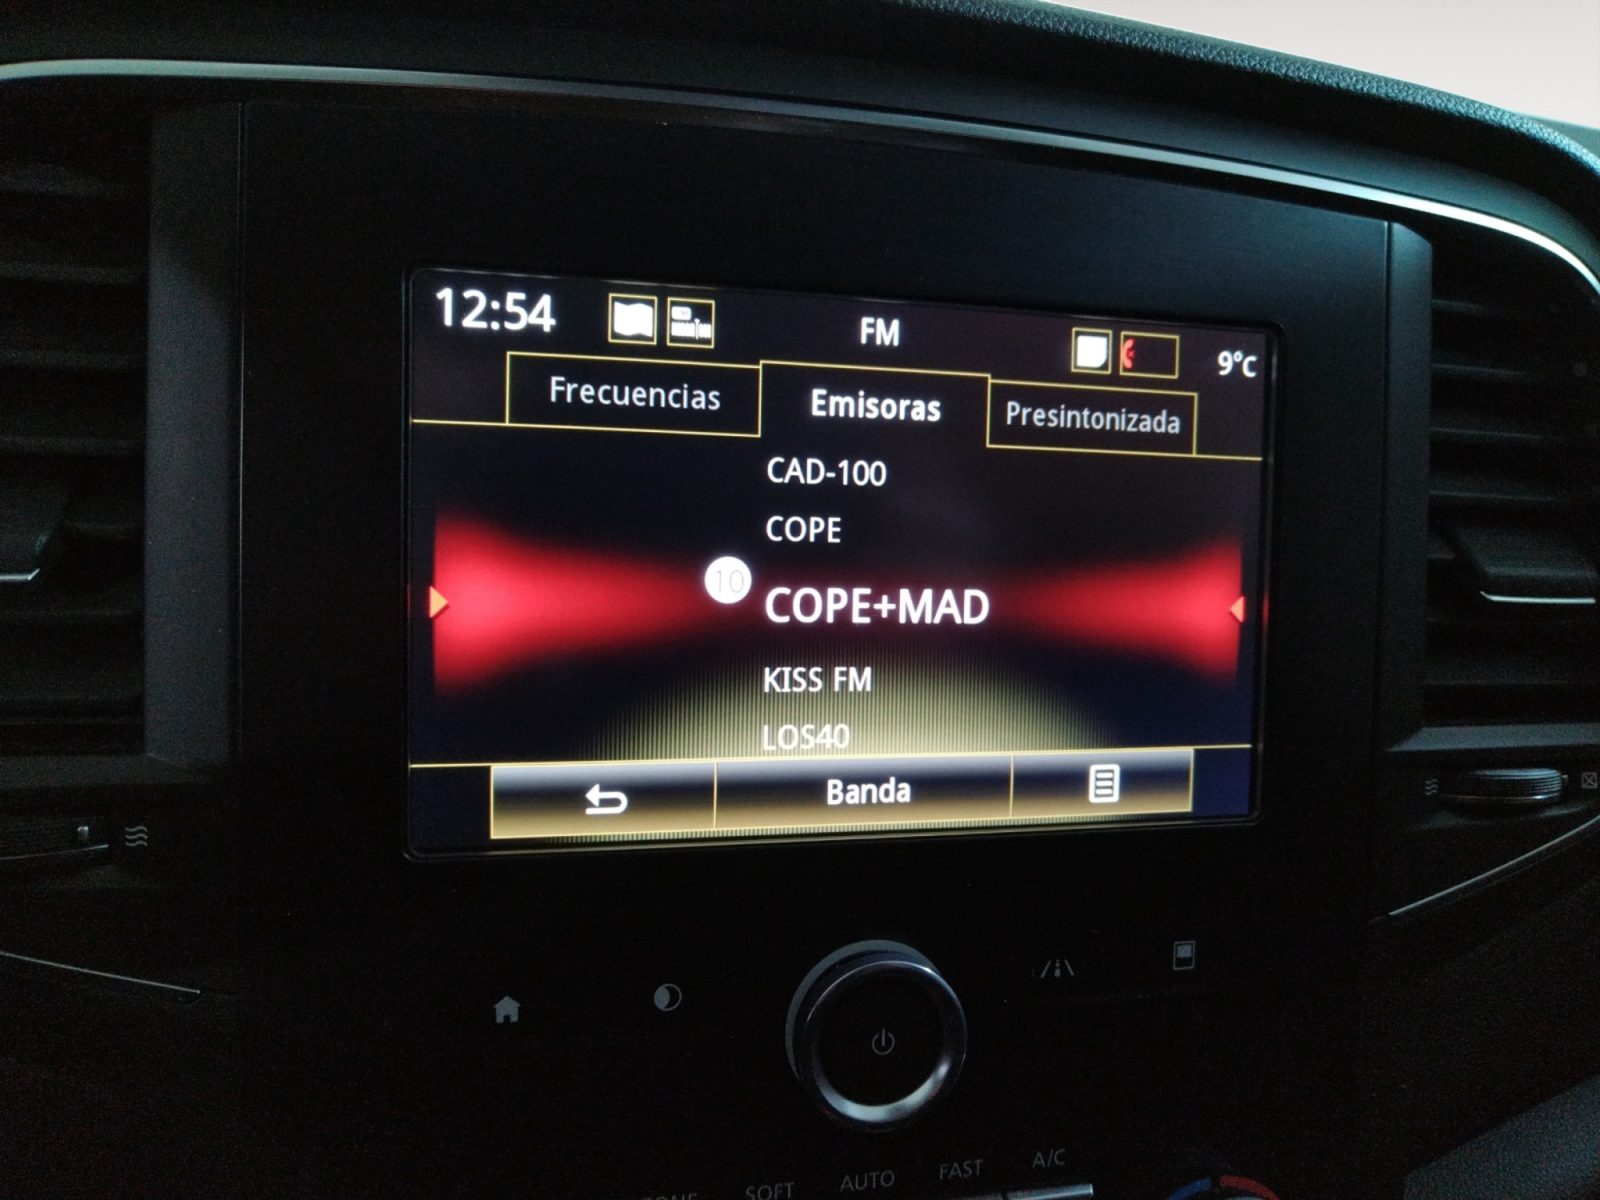 12:54
FM
9°C
Frecuencias
Emisoras
Presintonizada
CAD-100
COPE
10
COPE+MAD
KISS FM
LOS40
Banda
SOFT
AUTO
FAST
A/C